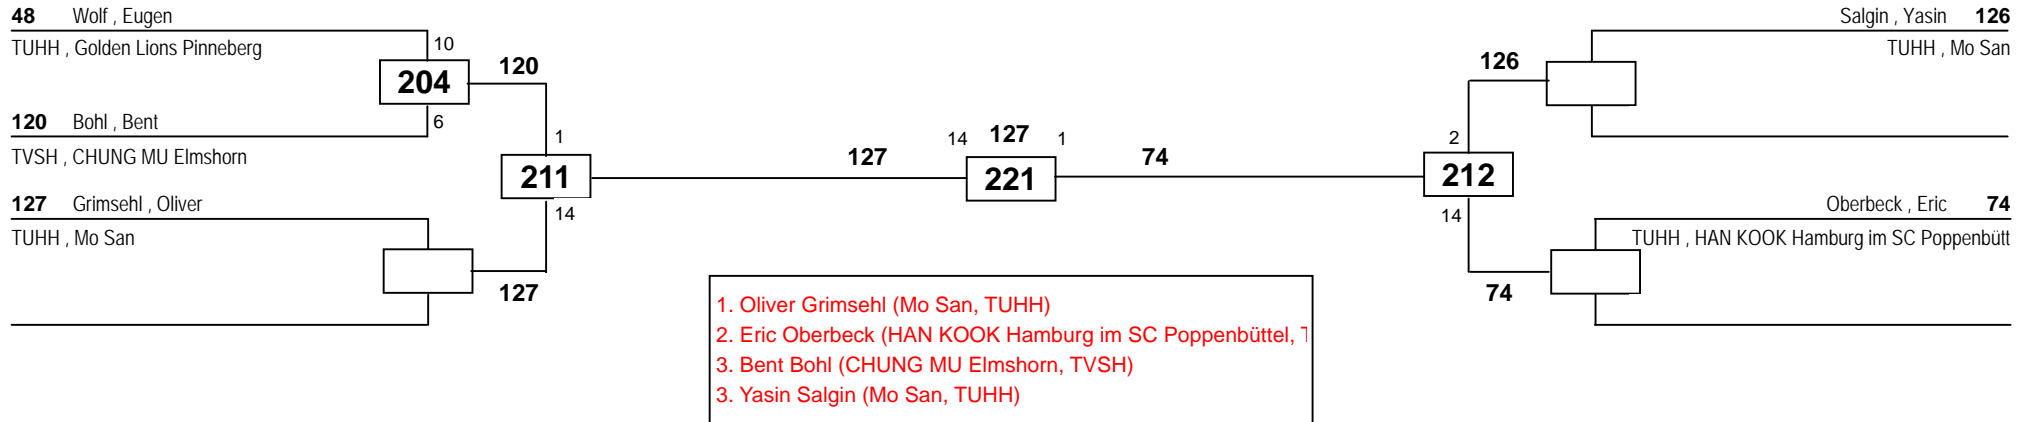 48 Wolf , Eugen
TUHH , Golden Lions Pinneberg
10
204
120
6
120 Bohl , Bent
TVSH , CHUNG MU Elmshorn
1
211
14
127
127 Grimsehl , Oliver
TUHH , Mo San
127
14 127 1
221
74
Salgin , Yasin 126
TUHH , Mo San
126
2
212
14
Oberbeck , Eric 74
TUHH , HAN KOOK Hamburg im SC Poppenbütt
74
1. Oliver Grimsehl (Mo San, TUHH)
2. Eric Oberbeck (HAN KOOK Hamburg im SC Poppenbüttel,
3. Bent Bohl (CHUNG MU Elmshorn, TVSH)
3. Yasin Salgin (Mo San, TUHH)